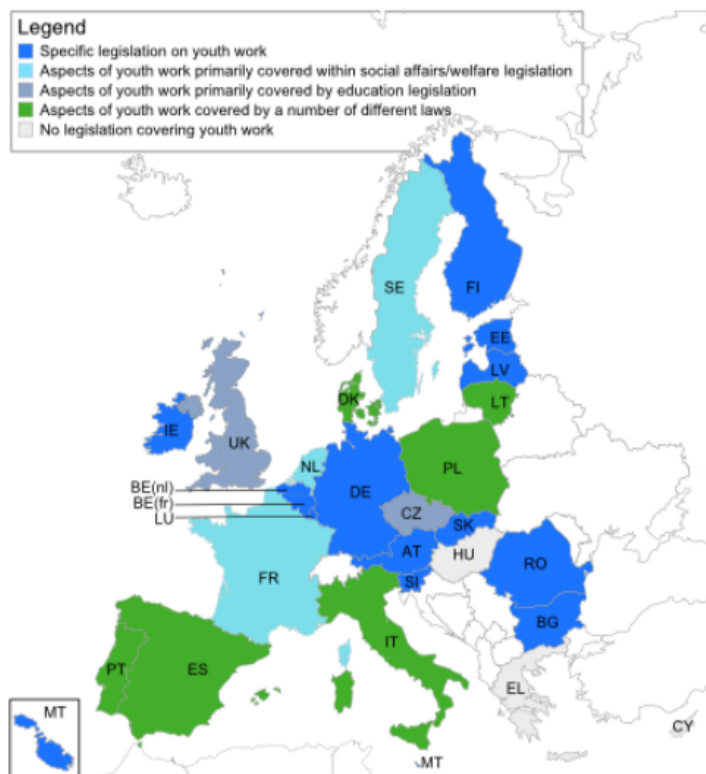 Legend
Specific legislation on youth work
Aspects of youth work primarily covered within social affairs/welfare legislation
Aspects of youth work primarily covered by education legislation
Aspects of youth work covered by a number of different laws
No legislation covering youth work
SE
FI
EE
LV
DK
LT
IE
UK
NL
PL
BE(nl)
DE
BE(fr)
LU
CZ
SK
AT
HU
FR
SI
RO
BG
IT
PT
ES
EL
MT
CY
MT